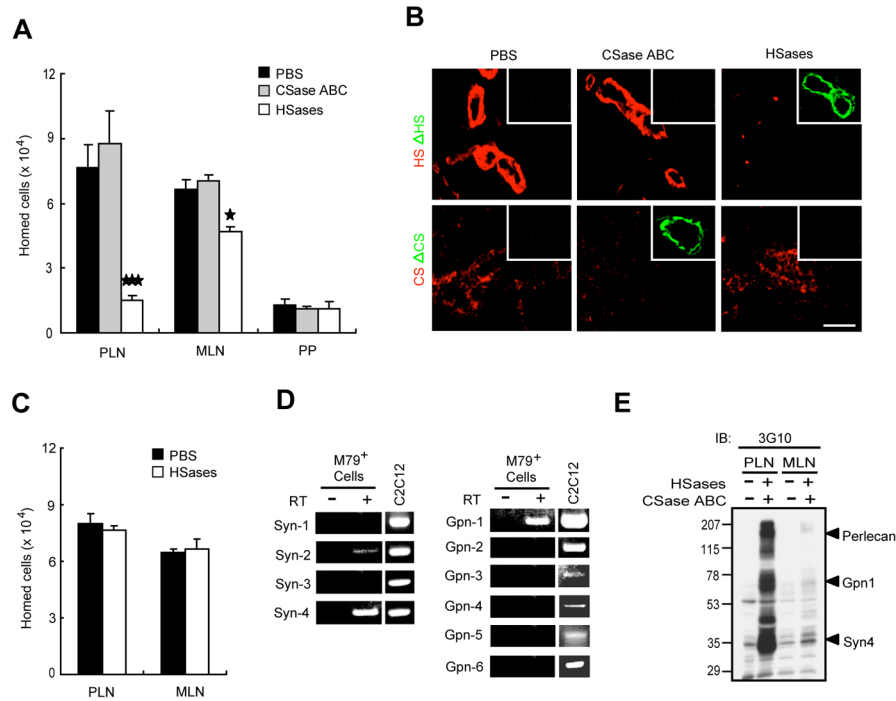 A
Homed cells (x 10⁴)
12
9
6
3
0
PBS
CSase ABC
HSases
PLN
MLN
PP
B
PBS
CSase ABC
HSases
HS ΔHS
CS ΔCS
C
Homed cells (x 10⁴)
12
9
6
3
0
PBS
HSases
PLN
MLN
D
M79⁺
Cells
C2C12
RT − +
Syn-1
Syn-2
Syn-3
Syn-4
M79⁺
Cells
C2C12
RT − +
Gpn-1
Gpn-2
Gpn-3
Gpn-4
Gpn-5
Gpn-6
E
IB: 3G10
PLN MLN
HSases − + − +
CSase ABC − + − +
207
115
78
53
35
29
Perlecan
Gpn1
Syn4